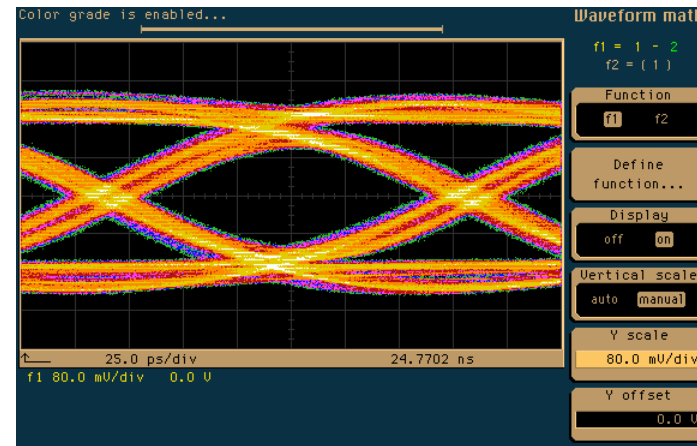 Color grade is enabled...
Waveform math
f1 = 1 - 2
f2 = ( 1 )
Function
f1 f2
Define
function...
Display
off on
Vertical scale
auto manual
Y scale
80.0 mV/div
Y offset
0.0 V
25.0 ps/div 24.7702 ns
f1 80.0 mV/div 0.0 V